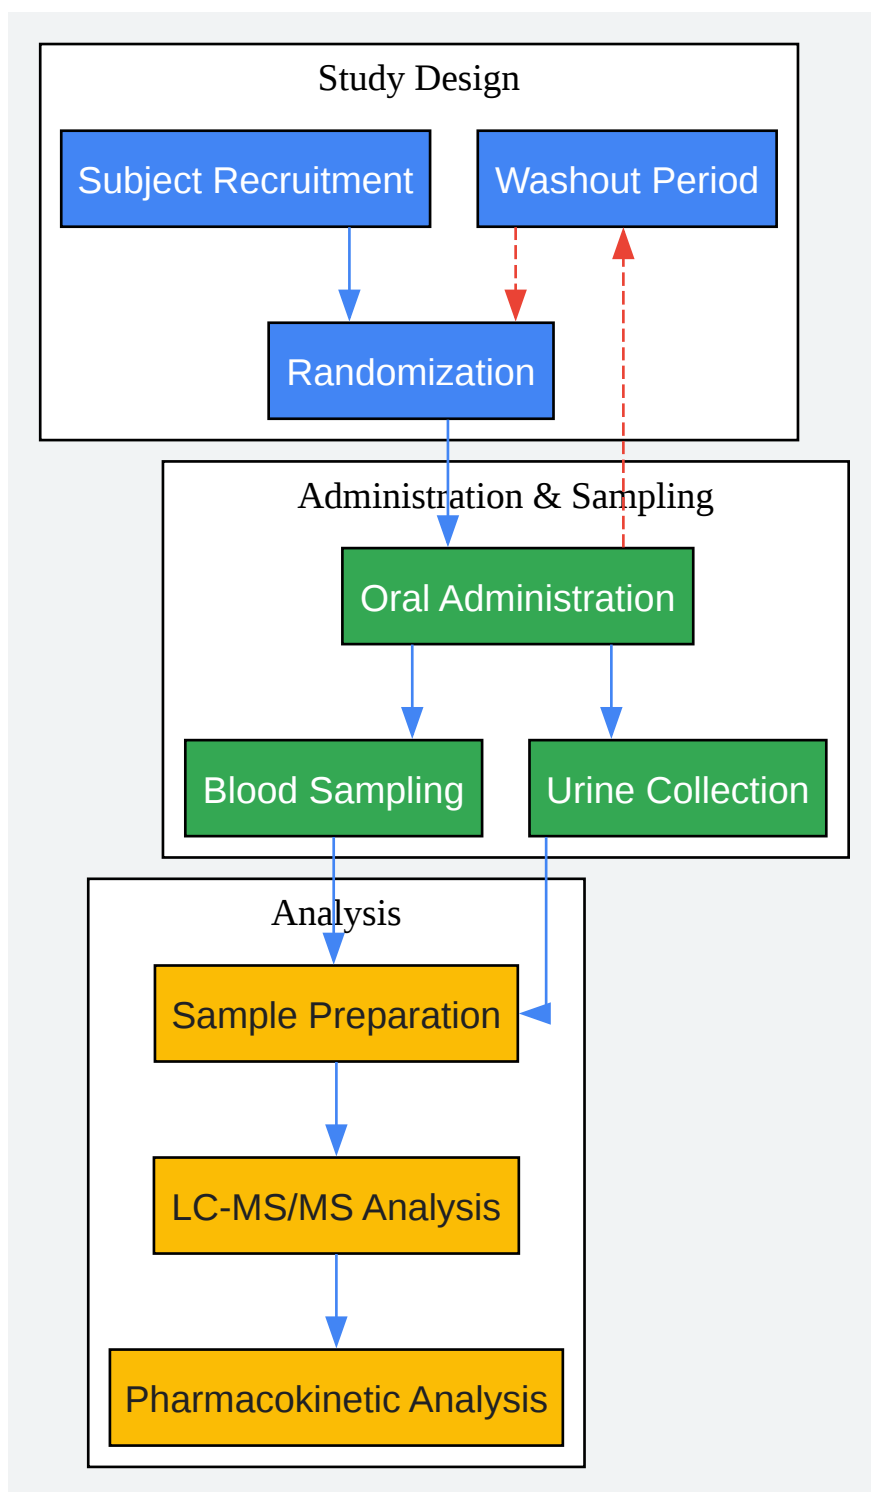 Study Design
Subject Recruitment
Washout Period
Randomization
Administration & Sampling
Oral Administration
Blood Sampling
Urine Collection
Analysis
Sample Preparation
LC-MS/MS Analysis
Pharmacokinetic Analysis